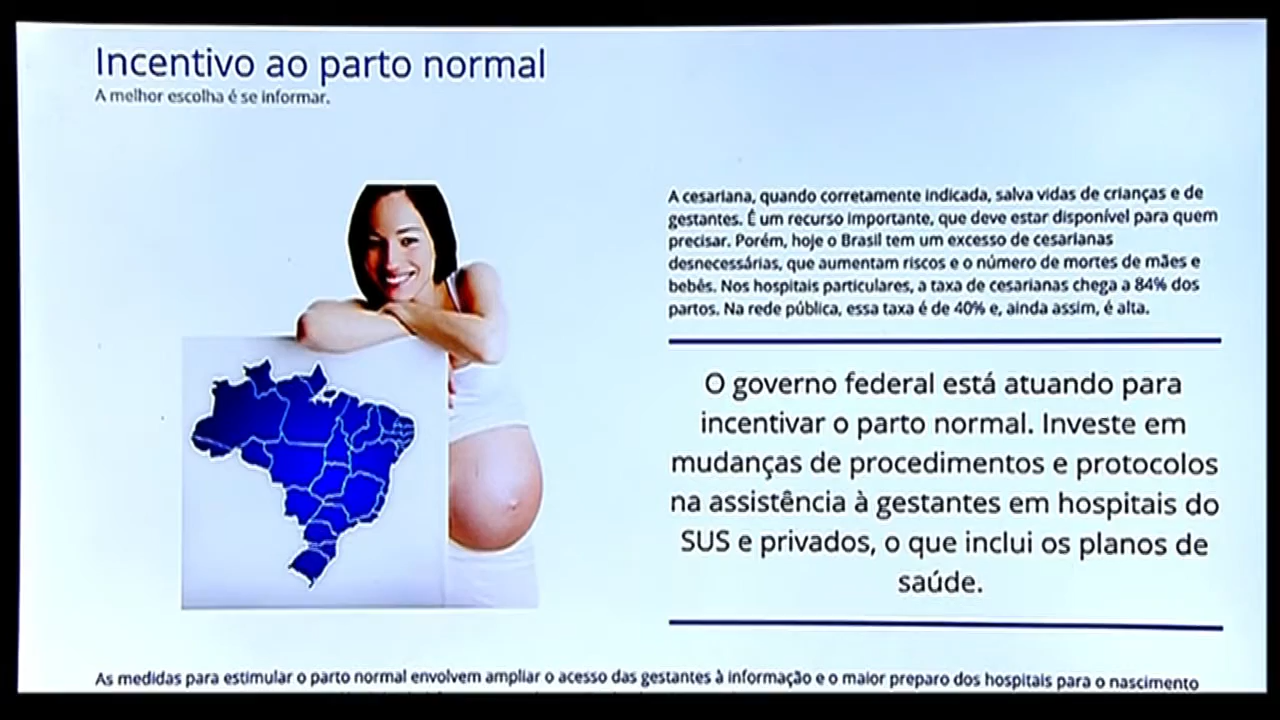 Incentivo ao parto normal
A melhor escolha é se informar.
A cesariana, quando corretamente indicada, salva vidas de crianças e de
gestantes. É um recurso importante, que deve estar disponível para quem
precisar. Porém, hoje o Brasil tem um excesso de cesarianas
desnecessárias, que aumentam riscos e o número de mortes de mães e
bebês. Nos hospitais particulares, a taxa de cesarianas chega a 84% dos
partos. Na rede pública, essa taxa é de 40% e, ainda assim, é alta.
O governo federal está atuando para
incentivar o parto normal. Investe em
mudanças de procedimentos e protocolos
na assistência à gestantes em hospitais do
SUS e privados, o que inclui os planos de
saúde.
As medidas para estimular o parto normal envolvem ampliar o acesso das gestantes à informação e o maior preparo dos hospitais para o nascimento